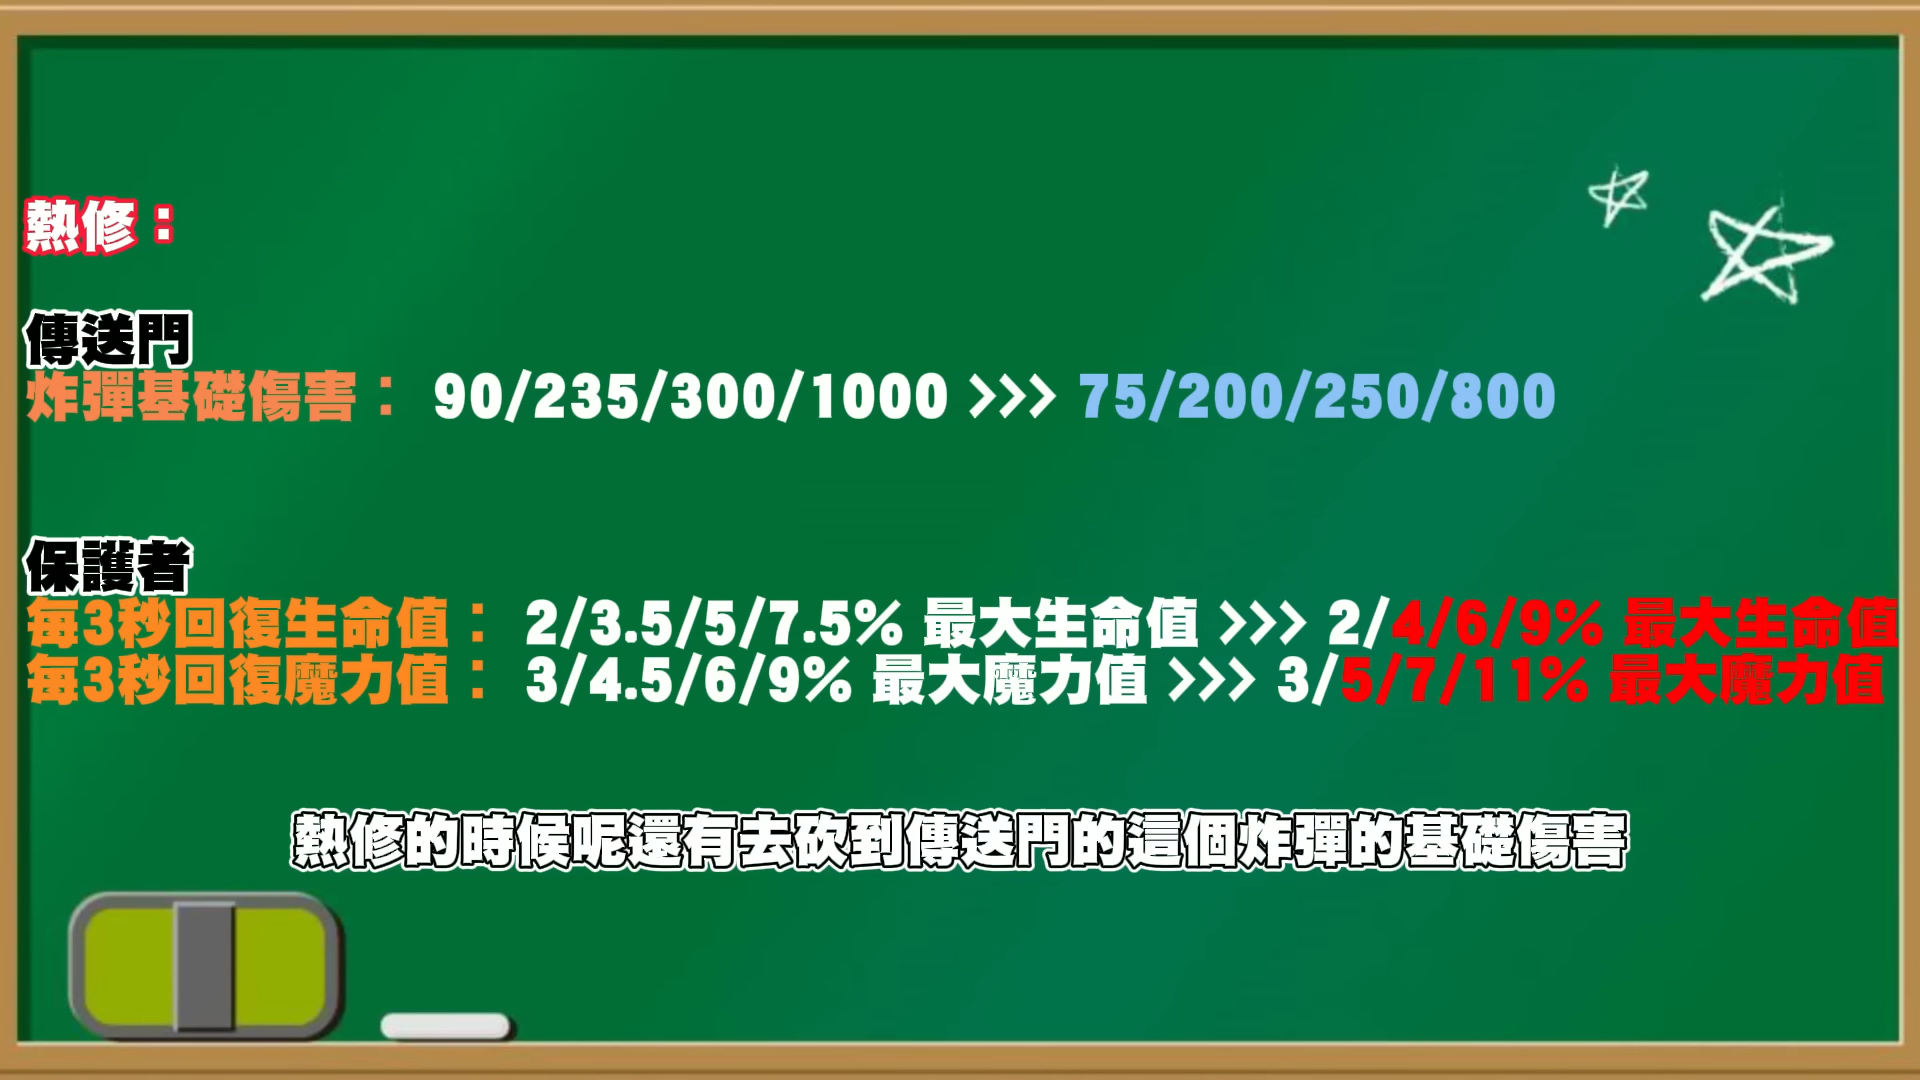 熱修：
傳送門
炸彈基礎傷害： 90/235/300/1000 >>> 75/200/250/800
保護者
每3秒回復生命值： 2/3.5/5/7.5% 最大生命值 >>> 2/4/6/9% 最大生命值
每3秒回復魔力值： 3/4.5/6/9% 最大魔力值 >>> 3/5/7/11% 最大魔力值
熱修的時候呢還有去砍到傳送門的這個炸彈的基礎傷害